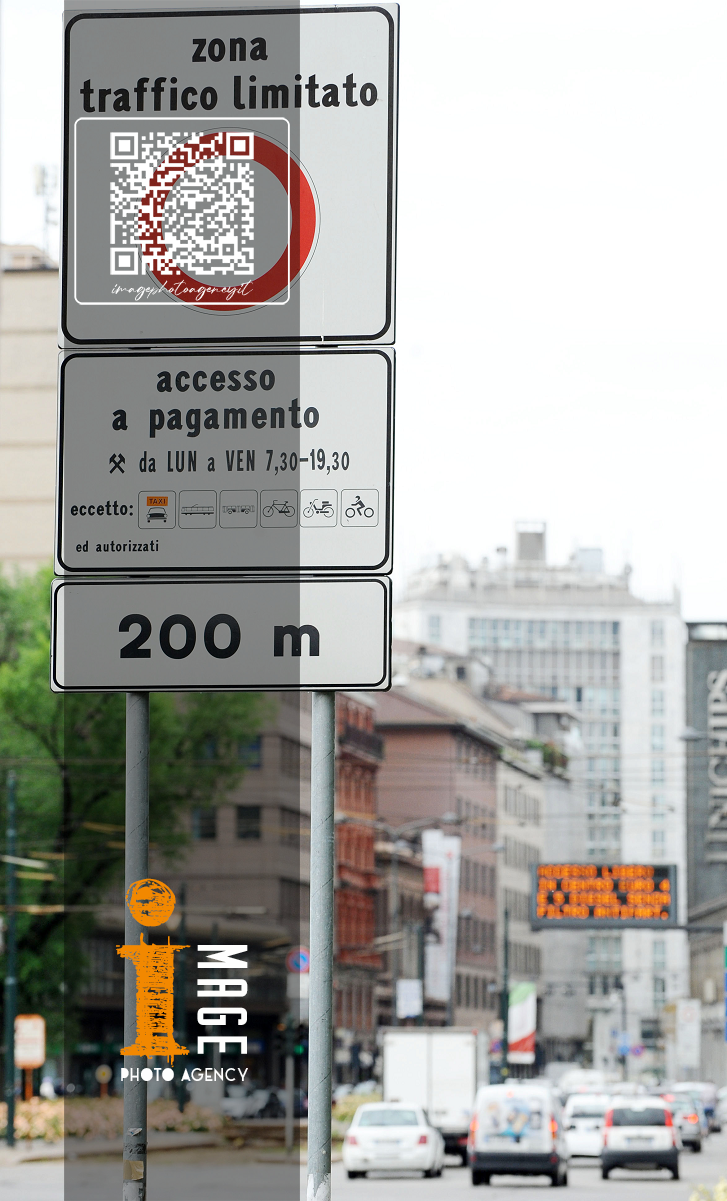 zona
traffico limitato
imagephotoagency.it
accesso
a pagamento
da LUN a VEN 7,30-19,30
eccetto:
TAXI
ed autorizzati
200 m
i
MAGE
PHOTO AGENCY